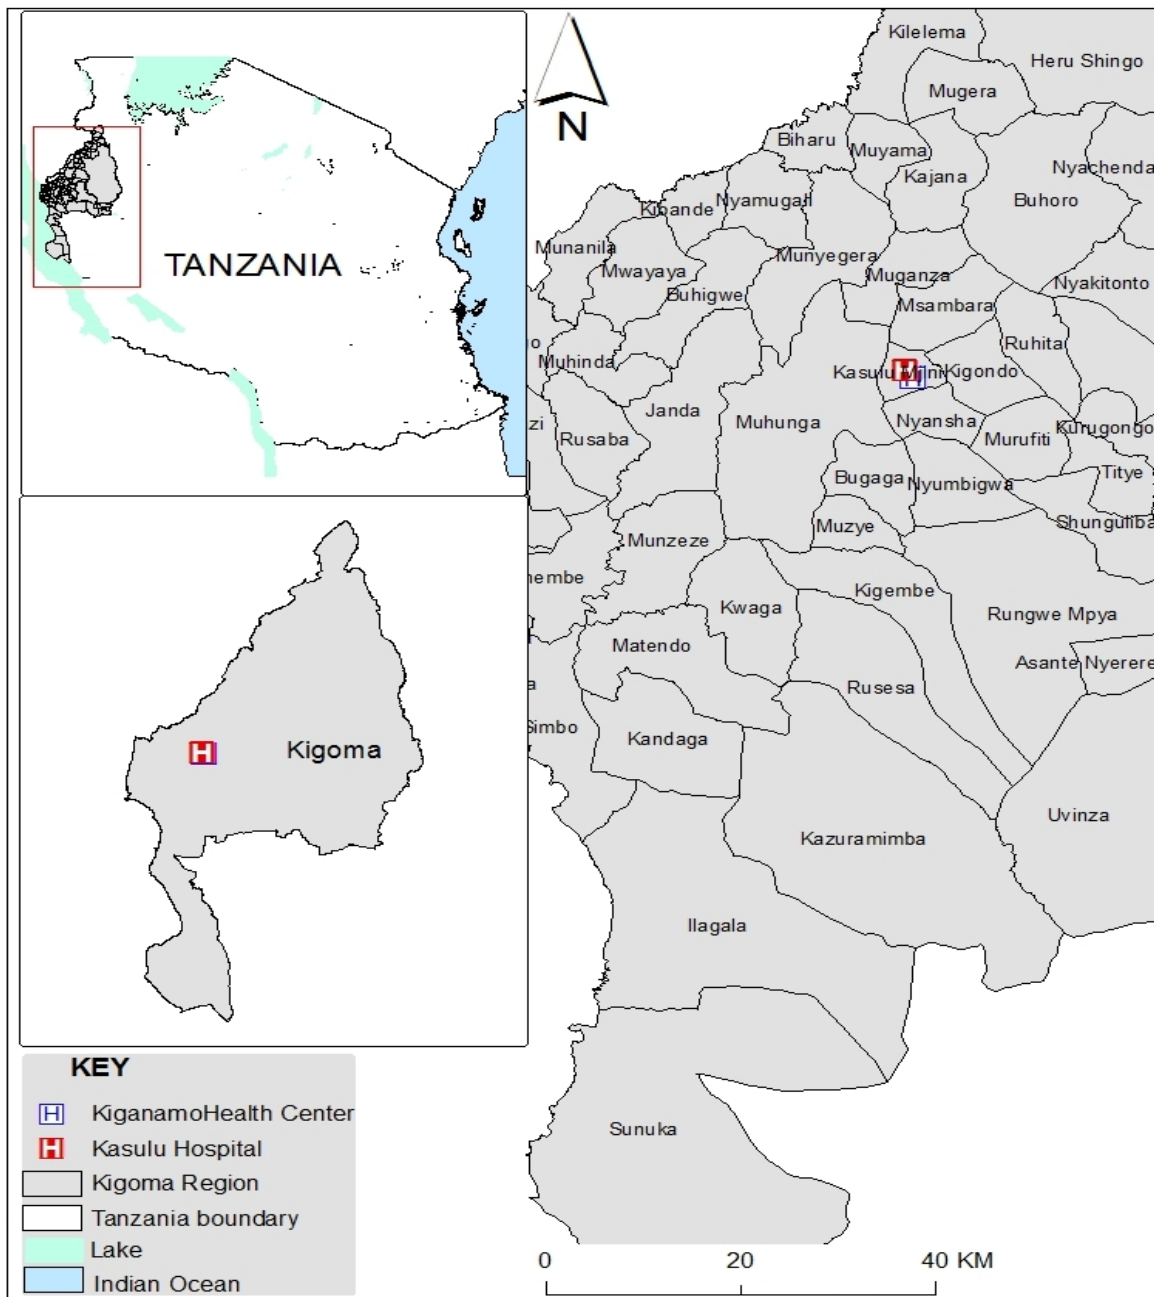 TANZANIA
N
Kilelema
Heru Shingo
Mugera
Biharu
Muyama
Nyachenda
Kajana
Buhoro
Kibande
Nyamugali
Munanila
Munyegera
Mwayaya
Muganza
Nyakitonto
Buhigwe
Msambara
Ruhita
Muhinda
Kasulu Mjini
H
H
Kigondo
Janda
Muhunga
Nyansha
zi
Rusaba
Murufiti
Kurugongo
Bugaga
Nyumbigwa
Titye
Muzye
Shunguliba
Munzeze
hembe
Kigembe
Kwaga
Rungwe Mpya
Matendo
Asante Nyerere
a
Rusesa
Simbo
Kandaga
Kigoma
H
Uvinza
Kazuramimba
Ilagala
Sunuka
KEY
H KiganamoHealth Center
H Kasulu Hospital
Kigoma Region
Tanzania boundary
Lake
Indian Ocean
0 20 40 KM